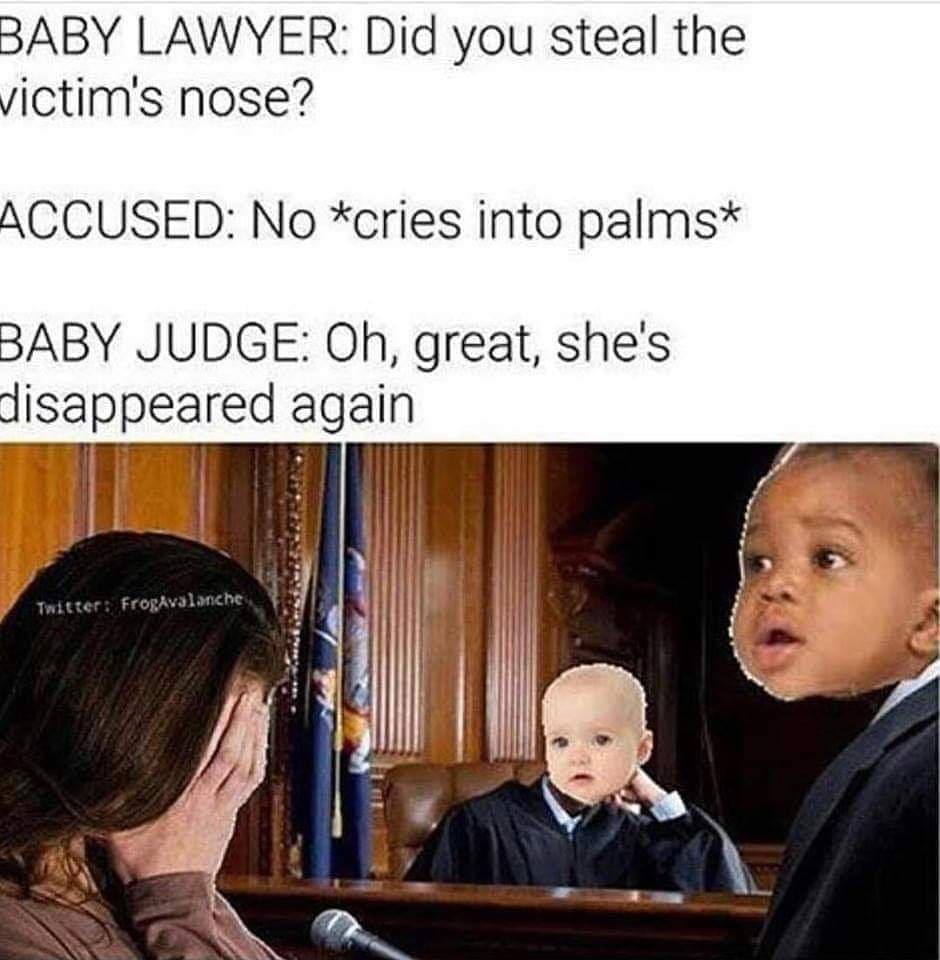 BABY LAWYER: Did you steal the
victim's nose?
ACCUSED: No *cries into palms*
BABY JUDGE: Oh, great, she's
disappeared again
Twitter: FrogAvalanche